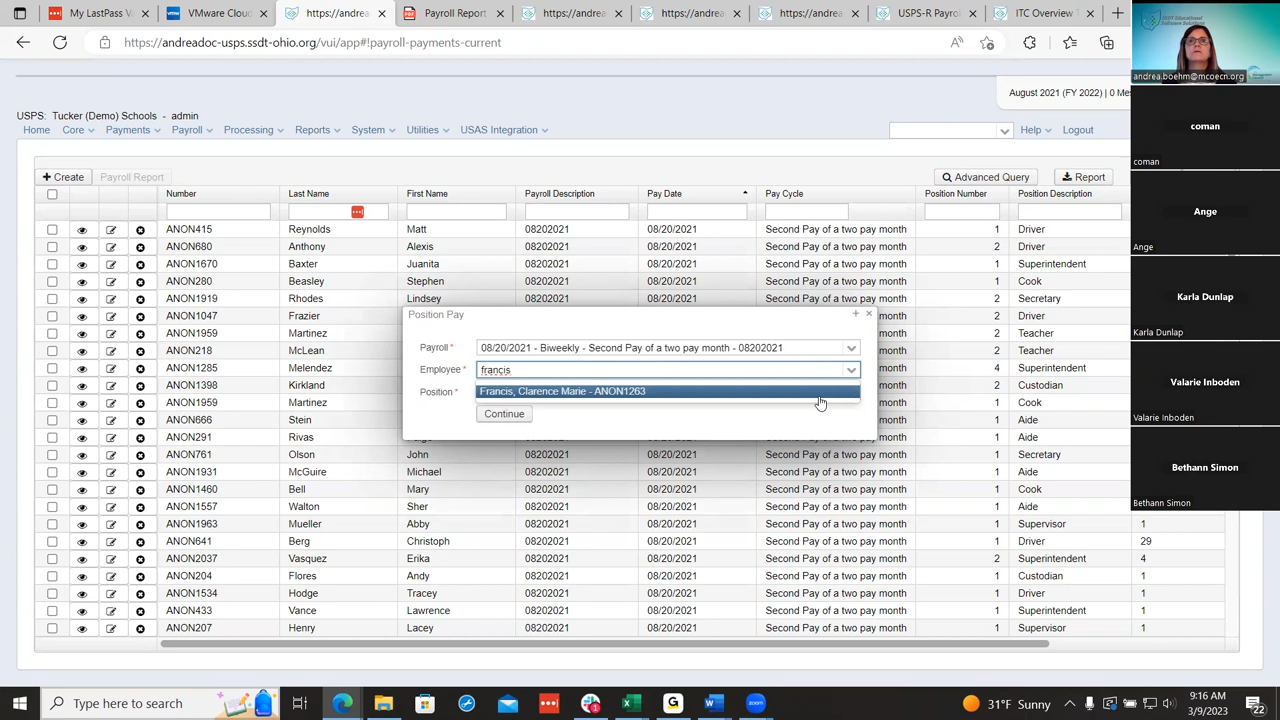 My LastPass Va
VMware Clouc
https://andrea
Payroll Report
https://andrea
https://andrea
https://andrea
USPS-R Payro
ITC Overview
https://andreadoc-usps.ssdt-ohio.org/vui/app#!payroll-payments-current
August 2021 (FY 2022) | 0 Mes
USPS: Tucker (Demo) Schools - admin
Home Core Payments Payroll Processing Reports System Utilities USAS Integration Help Logout
Create Payroll Report Advanced Query Report
Number Last Name First Name Payroll Description Pay Date Pay Cycle Position Number Position Description
ANON415 Reynolds Matt 08202021 08/20/2021 Second Pay of a two pay month 1 Driver
ANON680 Anthony Alexis 08202021 08/20/2021 Second Pay of a two pay month 2 Driver
ANON1670 Baxter Juanita 08202021 08/20/2021 Second Pay of a two pay month 1 Superintendent
ANON280 Beasley Stephen 08202021 08/20/2021 Second Pay of a two pay month 1 Cook
ANON1919 Rhodes Lindsey 08202021 08/20/2021 Second Pay of a two pay month 2 Secretary
ANON1047 Frazier 2 Driver
ANON1959 Martinez 2 Teacher
ANON218 McLean 1 Teacher
ANON1285 Melendez 4 Superintendent
ANON1398 Kirkland 2 Custodian
ANON1959 Martinez 1 Cook
ANON666 Stein 1 Aide
ANON291 Rivas 1 Aide
ANON761 Olson John 08202021 08/20/2021 Second Pay of a two pay month 1 Secretary
ANON1931 McGuire Michael 08202021 08/20/2021 Second Pay of a two pay month 1 Aide
ANON1460 Bell Mary 08202021 08/20/2021 Second Pay of a two pay month 1 Cook
ANON1557 Walton Sher 08202021 08/20/2021 Second Pay of a two pay month 1 Aide
ANON1963 Mueller Abby 08202021 08/20/2021 Second Pay of a two pay month 1 Supervisor 1
ANON641 Berg Christoph 08202021 08/20/2021 Second Pay of a two pay month 1 Driver 29
ANON2037 Vasquez Erika 08202021 08/20/2021 Second Pay of a two pay month 2 Superintendent 4
ANON204 Flores Andy 08202021 08/20/2021 Second Pay of a two pay month 1 Custodian 1
ANON1534 Hodge Tracey 08202021 08/20/2021 Second Pay of a two pay month 1 Driver 1
ANON433 Vance Lawrence 08202021 08/20/2021 Second Pay of a two pay month 1 Superintendent 1
ANON207 Henry Lacey 08202021 08/20/2021 Second Pay of a two pay month 1 Supervisor 1
Position Pay
Payroll * 08/20/2021 - Biweekly - Second Pay of a two pay month - 08202021
Employee * francis
Francis, Clarence Marie - ANON1263
Position *
Continue
andrea.boehm@mcoecn.org
coman
coman
Ange
Ange
Karla Dunlap
Karla Dunlap
Valarie Inboden
Valarie Inboden
Bethann Simon
Bethann Simon
Type here to search
31°F Sunny
9:16 AM
3/9/2023
22